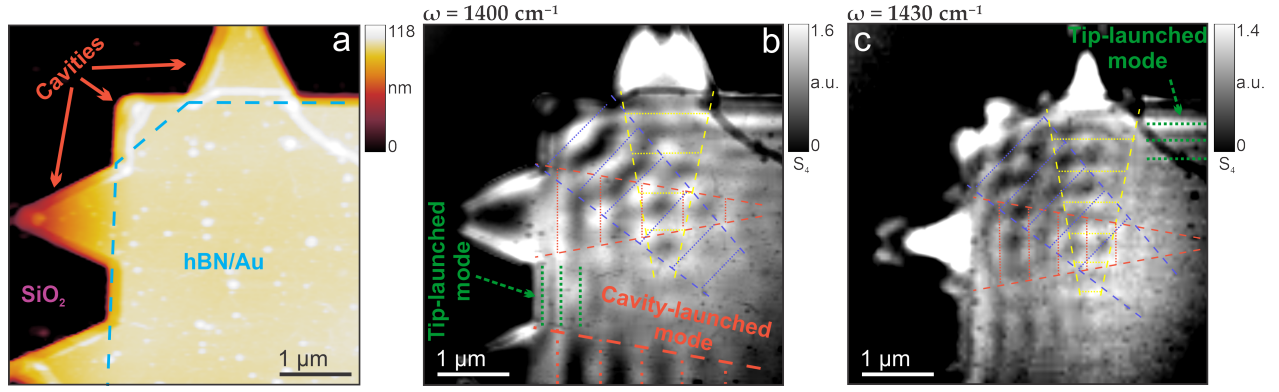 a
118
nm
0
Cavities
hBN/Au
SiO₂
1 μm
ω = 1400 cm⁻¹
b
1.6
a.u.
0
S₄
Tip-launched
mode
Cavity-launched
mode
1 μm
ω = 1430 cm⁻¹
c
Tip-launched
mode
1.4
a.u.
0
S₄
1 μm